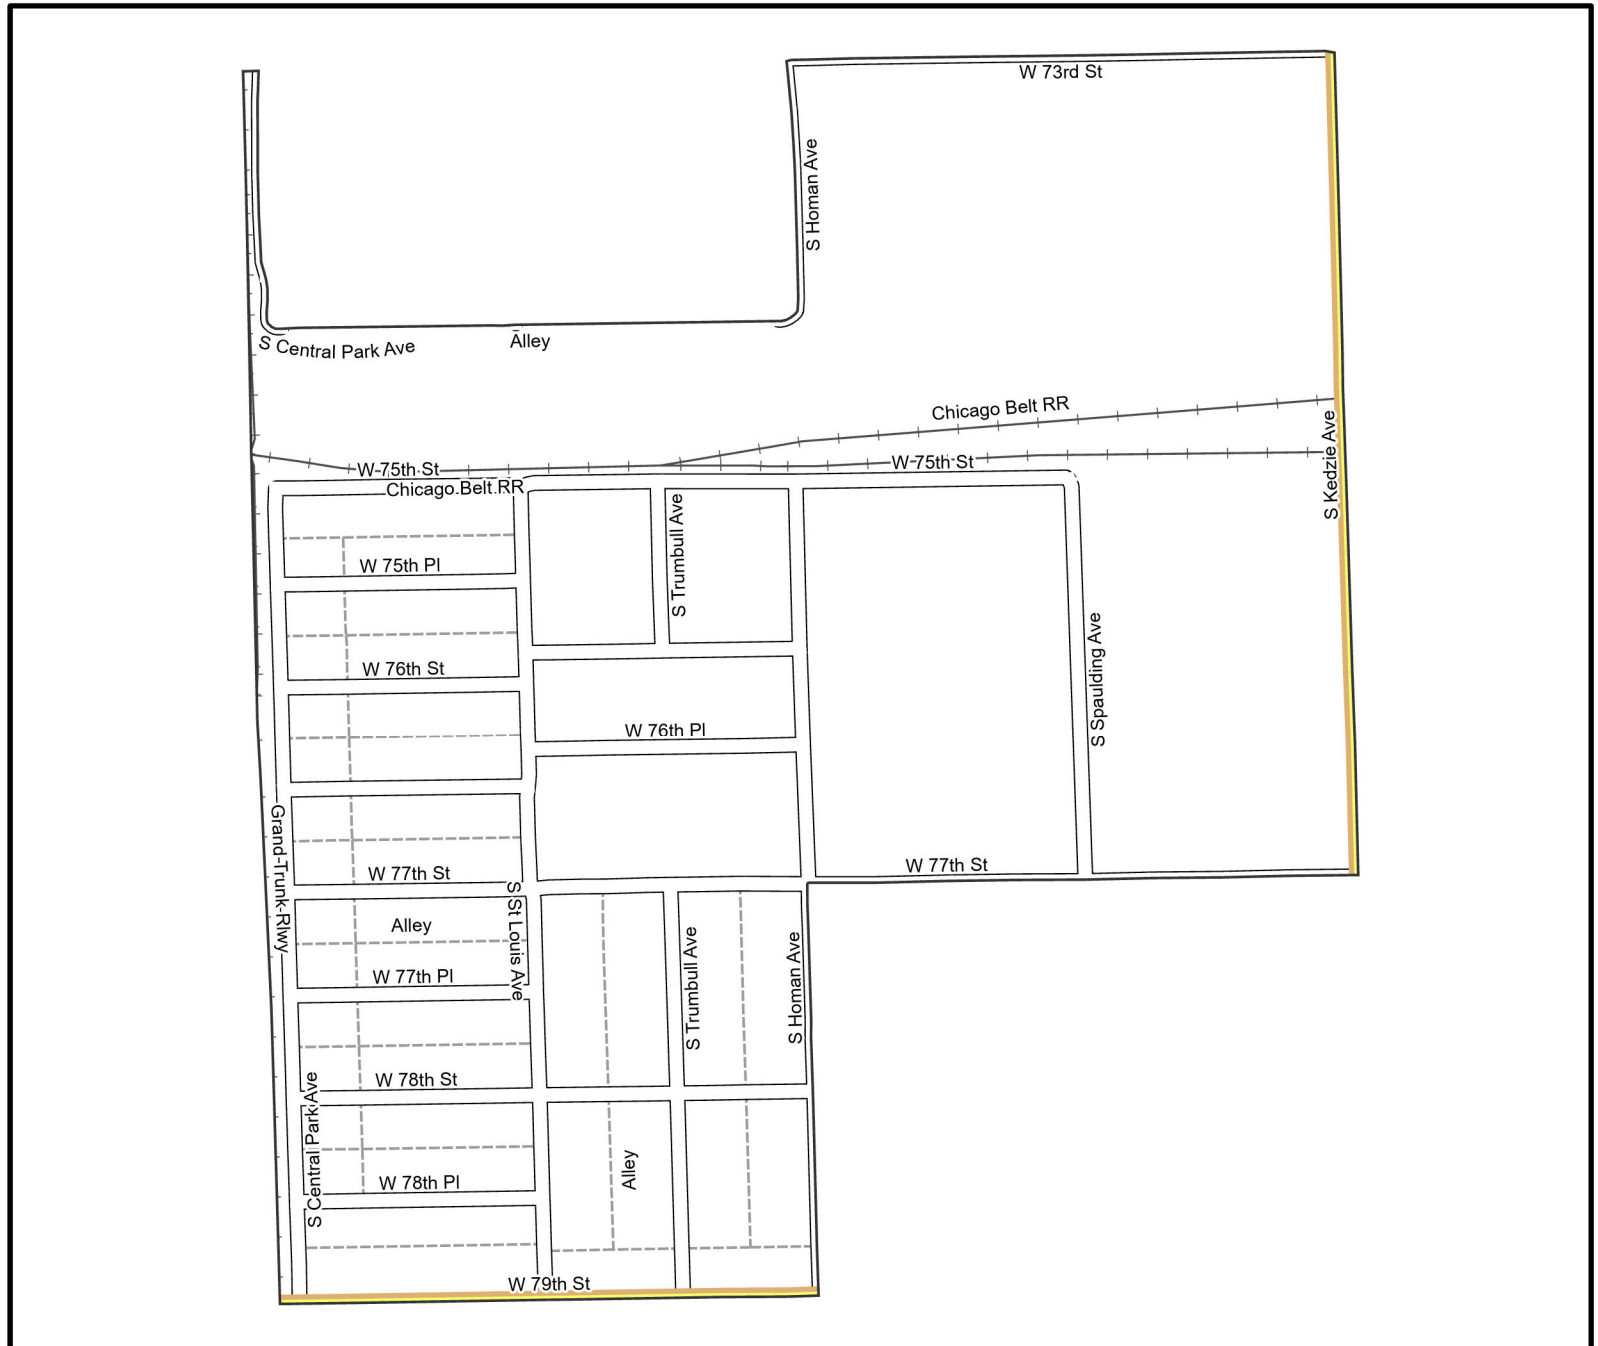 W 73rd St
S Homan Ave
S Central Park Ave
Alley
Chicago Belt RR
W 75th St
W 75th St
Chicago Belt RR
S Kedzie Ave
S Trumbull Ave
W 75th Pl
W 76th St
S Spaulding Ave
W 76th Pl
Grand Trunk Rlwy
W 77th St
W 77th St
S St Louis Ave
Alley
S Trumbull Ave
S Homan Ave
W 77th Pl
W 78th St
S Central Park Ave
Alley
W 78th Pl
W 79th St